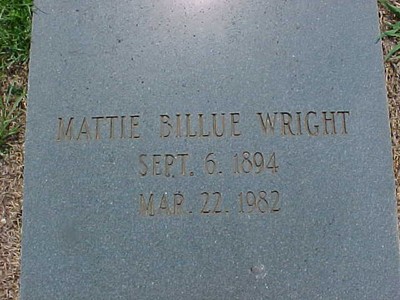 MATTIE BILLUE WRIGHT
SEPT. 6. 1894
MAR. 22. 1982